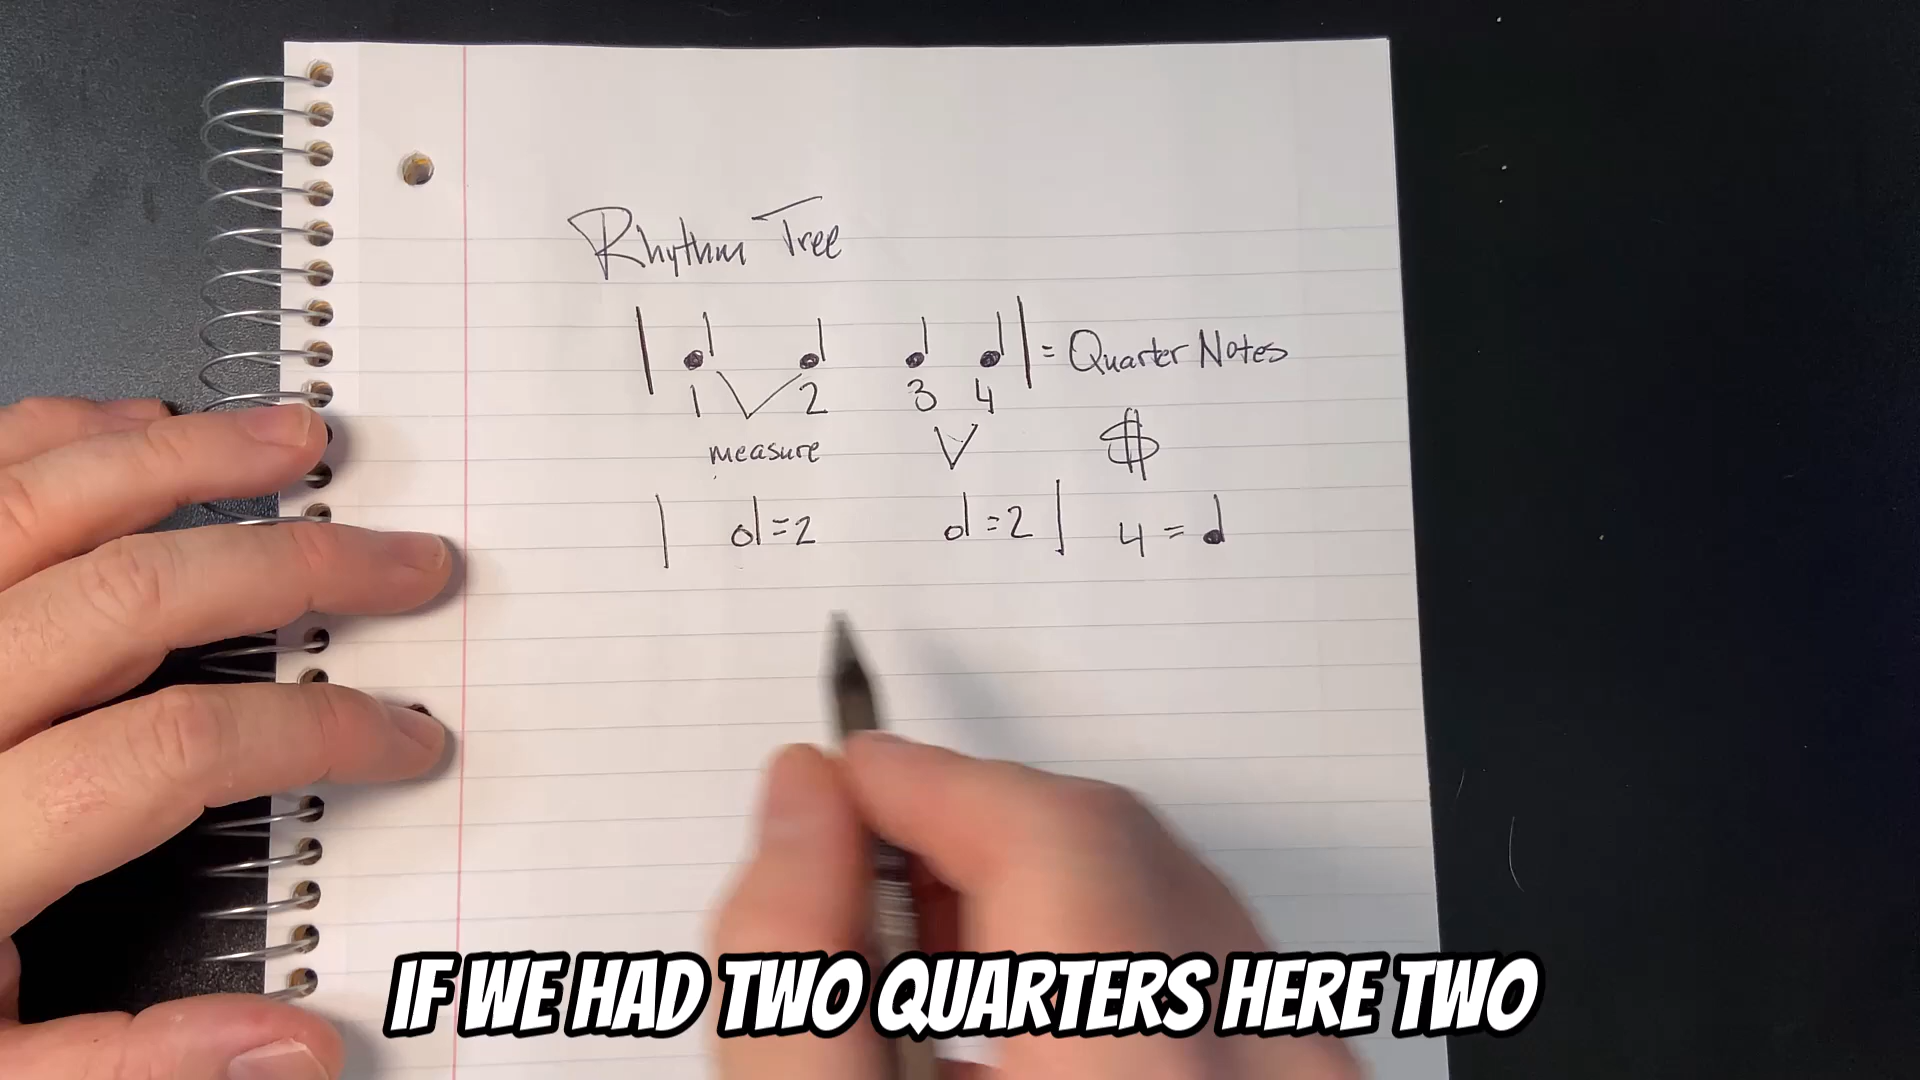 Rhythm Tree
| ♩ ♩ ♩ ♩ | = Quarter Notes
1 2 3 4
measure $
| 𝅗𝅥 = 2 𝅗𝅥 = 2 | 4 = ♩
IF WE HAD TWO QUARTERS HERE TWO